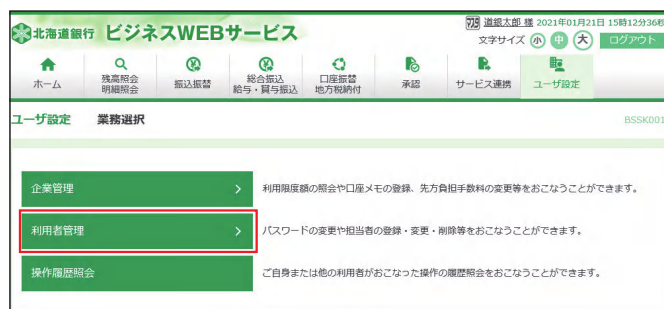 北海道銀行 ビジネスWEBサービス
道銀太郎 様 2021年01月21日 15時12分36秒
文字サイズ 小 中 大 ログアウト
ホーム
残高照会
明細照会
振込振替
総合振込
給与・賞与振込
口座振替
地方税納付
承認
サービス連携
ユーザ設定
ユーザ設定 業務選択 BSSK001
企業管理 利用限度額の照会や口座メモの登録、先方負担手数料の変更等をおこなうことができます。
利用者管理 パスワードの変更や担当者の登録・変更・削除等をおこなうことができます。
操作履歴照会 ご自身または他の利用者がおこなった操作の履歴照会をおこなうことができます。